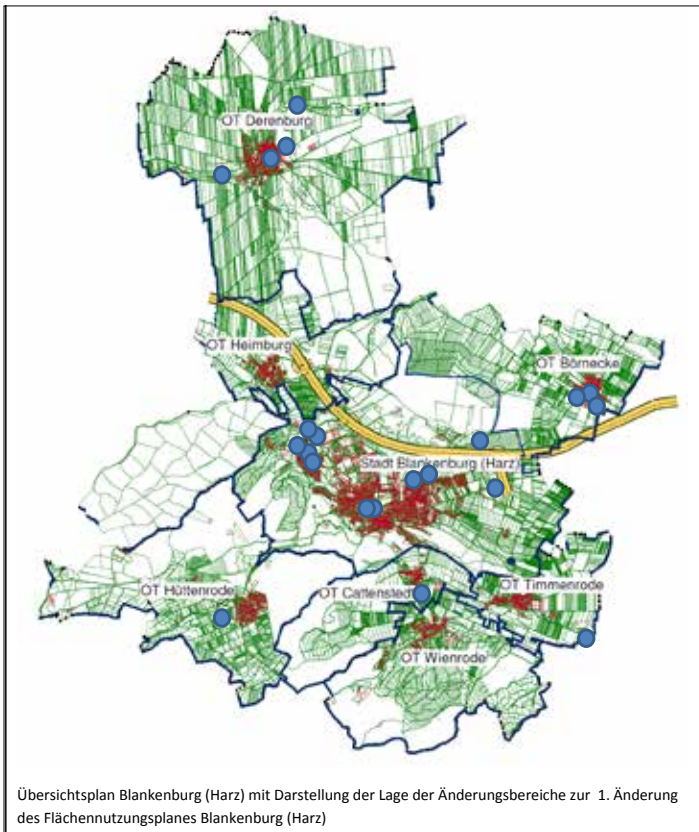 OT Derenburg
OT Heimburg
OT Börnecke
Stadt Blankenburg (Harz)
OT Hüttenrode
OT Cattenstedt
OT Timmenrode
OT Wienrode
Übersichtsplan Blankenburg (Harz) mit Darstellung der Lage der Änderungsbereiche zur 1. Änderung
des Flächennutzungsplanes Blankenburg (Harz)